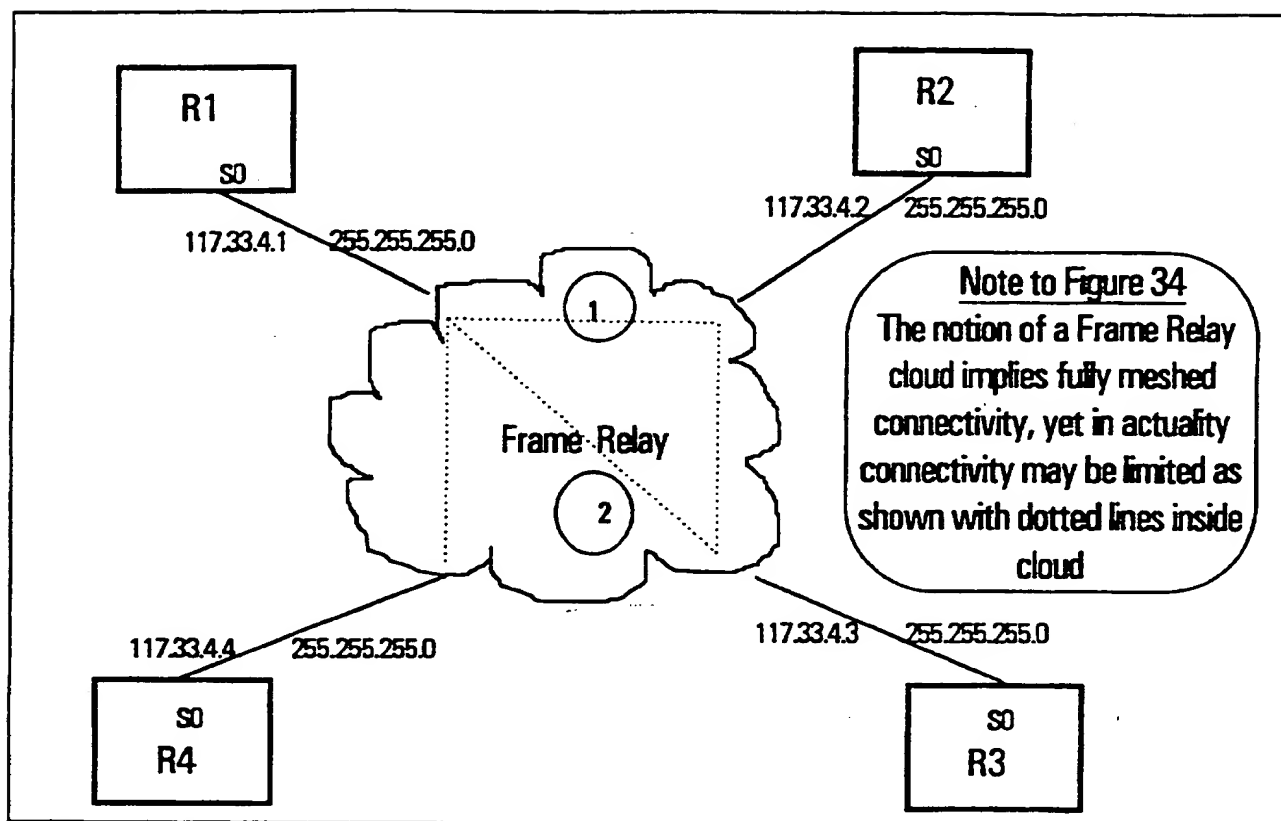 R1
S0
R2
S0
117.33.4.1 255.255.255.0
117.33.4.2 255.255.255.0
1
Frame Relay
2
Note to Figure 34
The notion of a Frame Relay
cloud implies fully meshed
connectivity, yet in actuality
connectivity may be limited as
shown with dotted lines inside
cloud
117.33.4.4 255.255.255.0
117.33.4.3 255.255.255.0
S0
R4
S0
R3